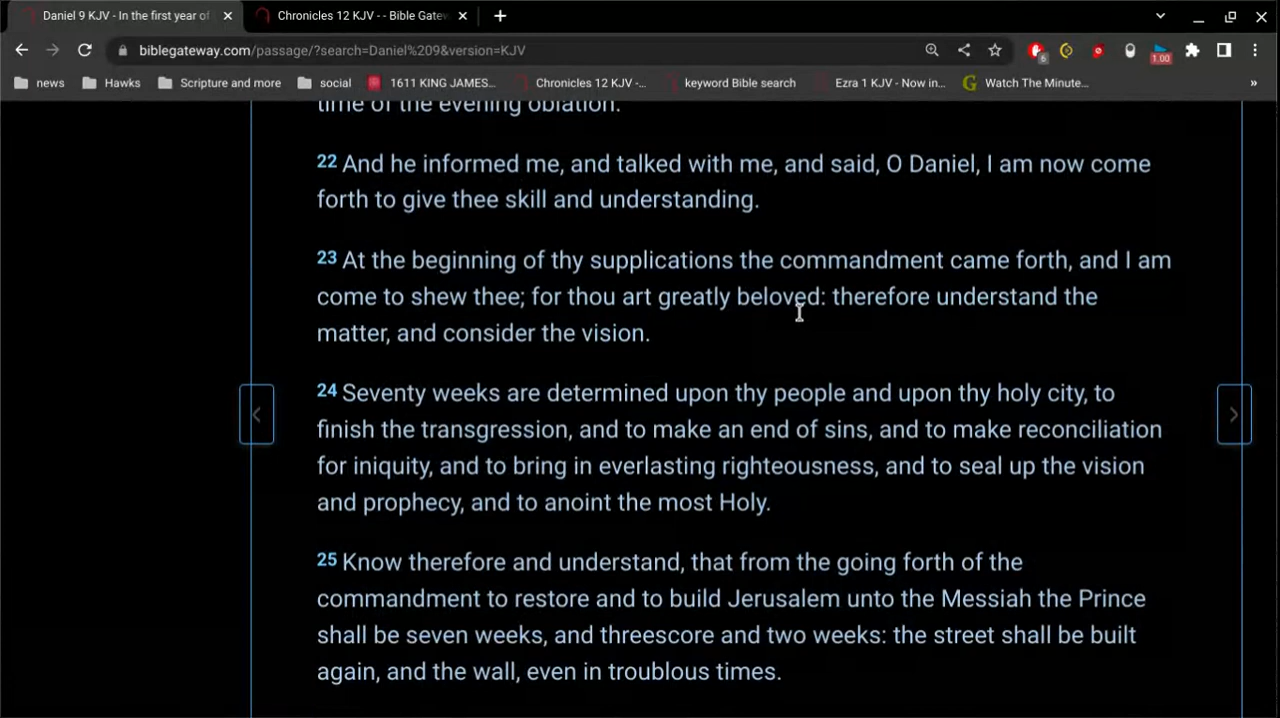 Daniel 9 KJV - In the first year of
Chronicles 12 KJV - - Bible Gatew
biblegateway.com/passage/?search=Daniel%209&version=KJV
6
1.00
news
Hawks
Scripture and more
social
1611 KING JAMES...
Chronicles 12 KJV -...
keyword Bible search
Ezra 1 KJV - Now in...
Watch The Minute...
»
time of the evening oblation.
22 And he informed me, and talked with me, and said, O Daniel, I am now come
forth to give thee skill and understanding.
23 At the beginning of thy supplications the commandment came forth, and I am
come to shew thee; for thou art greatly beloved: therefore understand the
matter, and consider the vision.
24 Seventy weeks are determined upon thy people and upon thy holy city, to
finish the transgression, and to make an end of sins, and to make reconciliation
for iniquity, and to bring in everlasting righteousness, and to seal up the vision
and prophecy, and to anoint the most Holy.
25 Know therefore and understand, that from the going forth of the
commandment to restore and to build Jerusalem unto the Messiah the Prince
shall be seven weeks, and threescore and two weeks: the street shall be built
again, and the wall, even in troublous times.